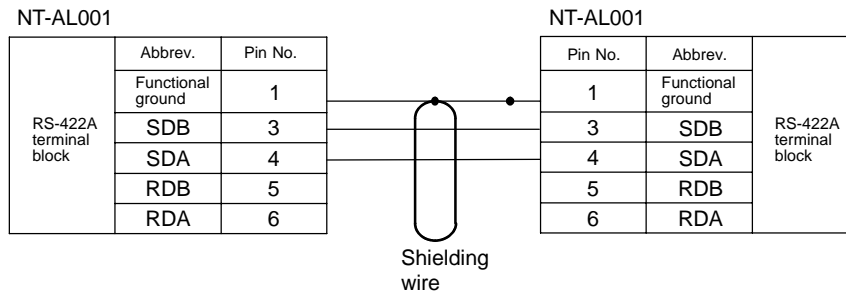 NT-AL001
NT-AL001
Abbrev. Pin No.
Pin No. Abbrev.
Functional
ground
1
1
Functional
ground
RS-422A
terminal
block
SDB 3
3 SDB
RS-422A
terminal
block
SDA 4
4 SDA
RDB 5
5 RDB
RDA 6
6 RDA
Shielding
wire